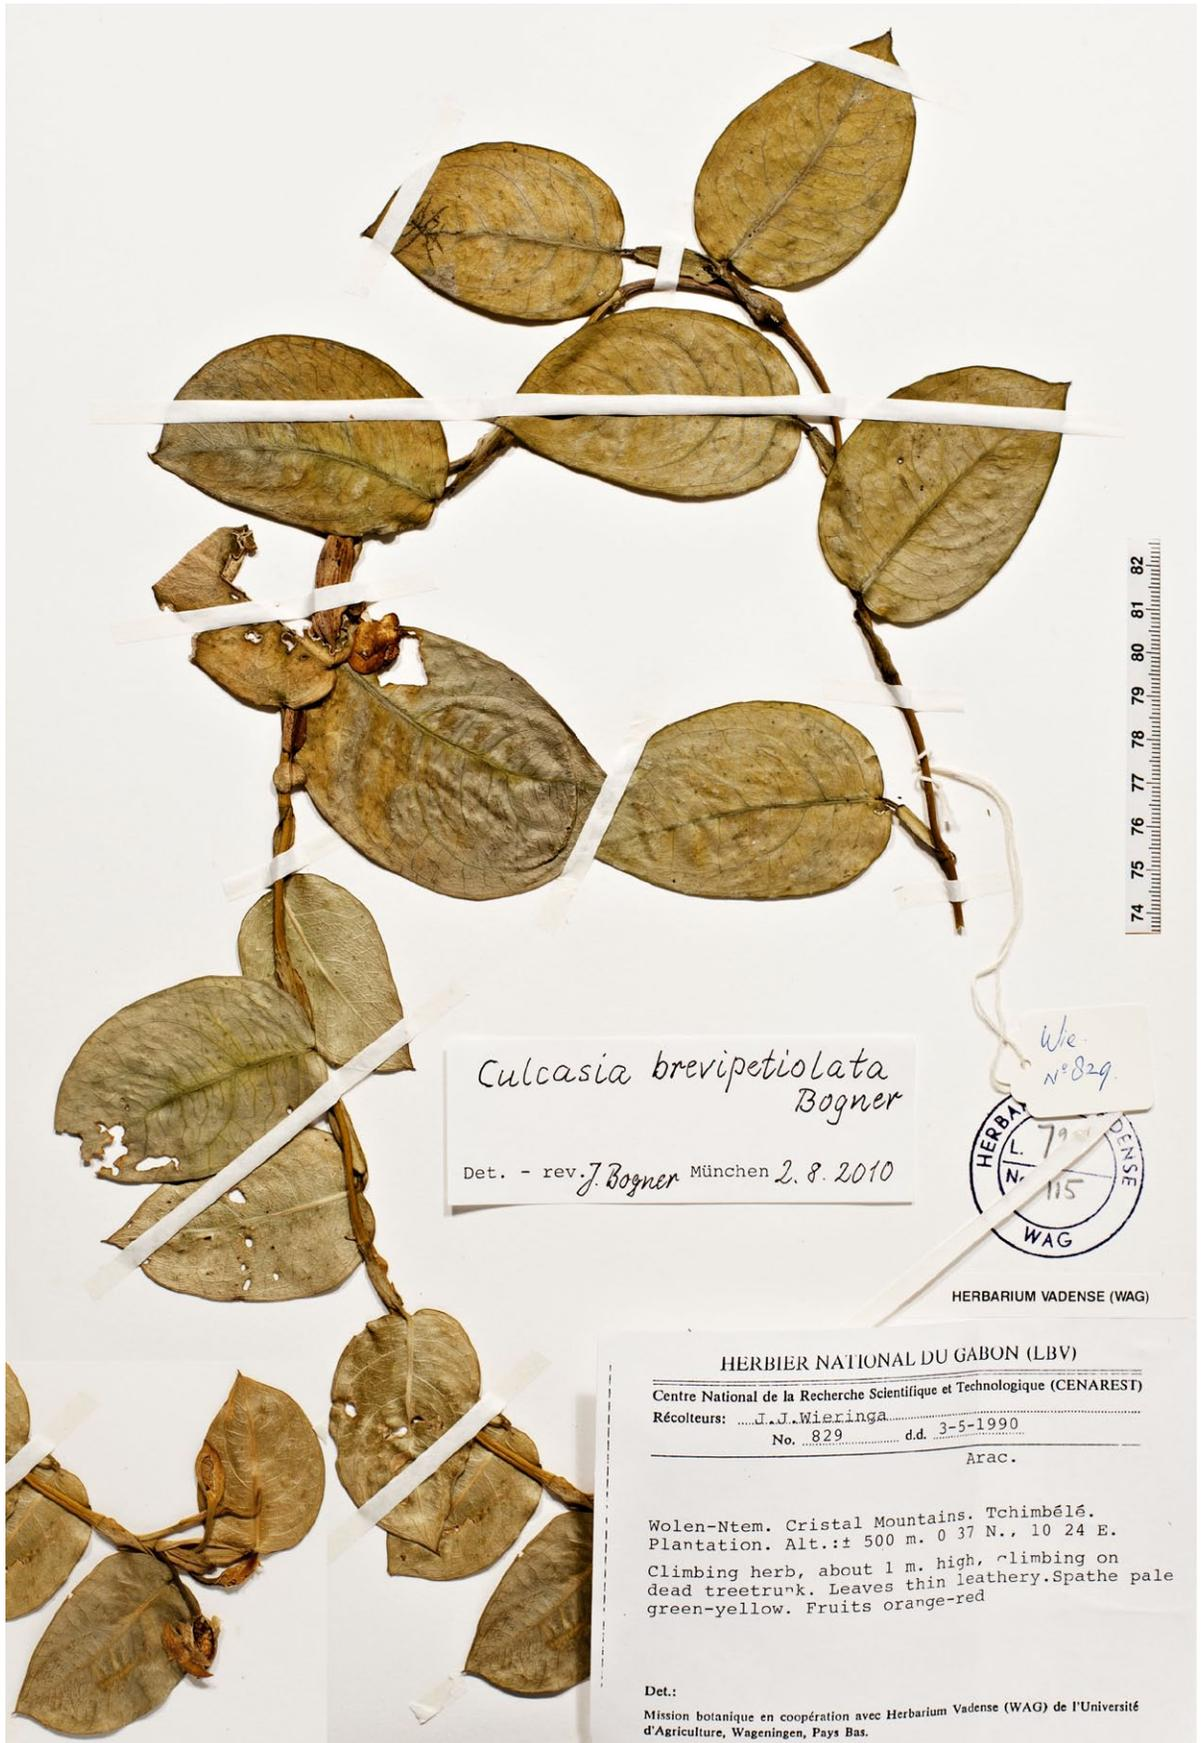 82
81
80
79
78
77
76
75
74
Wie.
Nº 829.
Culcasia brevipetiolata
Bogner
Det. - rev. J. Bogner München 2.8.2010
HERBA DENSE
L. 79
No 115
WAG
HERBARIUM VADENSE (WAG)
HERBIER NATIONAL DU GABON (LBV)
Centre National de la Recherche Scientifique et Technologique (CENAREST)
Récolteurs: J.J.Wieringa
No. 829 d.d. 3-5-1990
Arac.
Wolen-Ntem. Cristal Mountains. Tchimbélé.
Plantation. Alt.:± 500 m. 0 37 N., 10 24 E.
Climbing herb, about 1 m. high, climbing on
dead treetrunk. Leaves thin leathery.Spathe pale
green-yellow. Fruits orange-red
Det.:
Mission botanique en coopération avec Herbarium Vadense (WAG) de l'Université
d'Agriculture, Wageningen, Pays Bas.